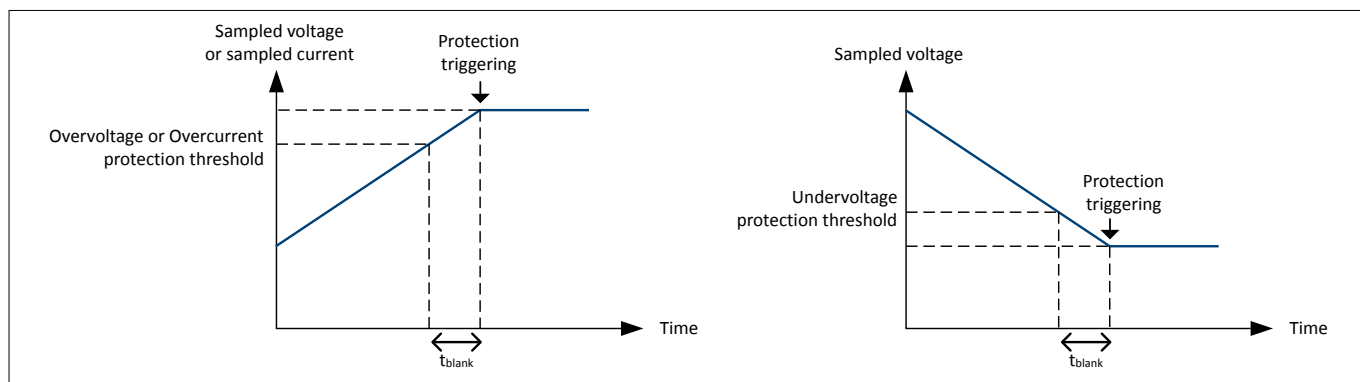 Sampled voltage
or sampled current
Protection
triggering
Overvoltage or Overcurrent
protection threshold
Time
tblank
Sampled voltage
Protection
triggering
Undervoltage
protection threshold
Time
tblank